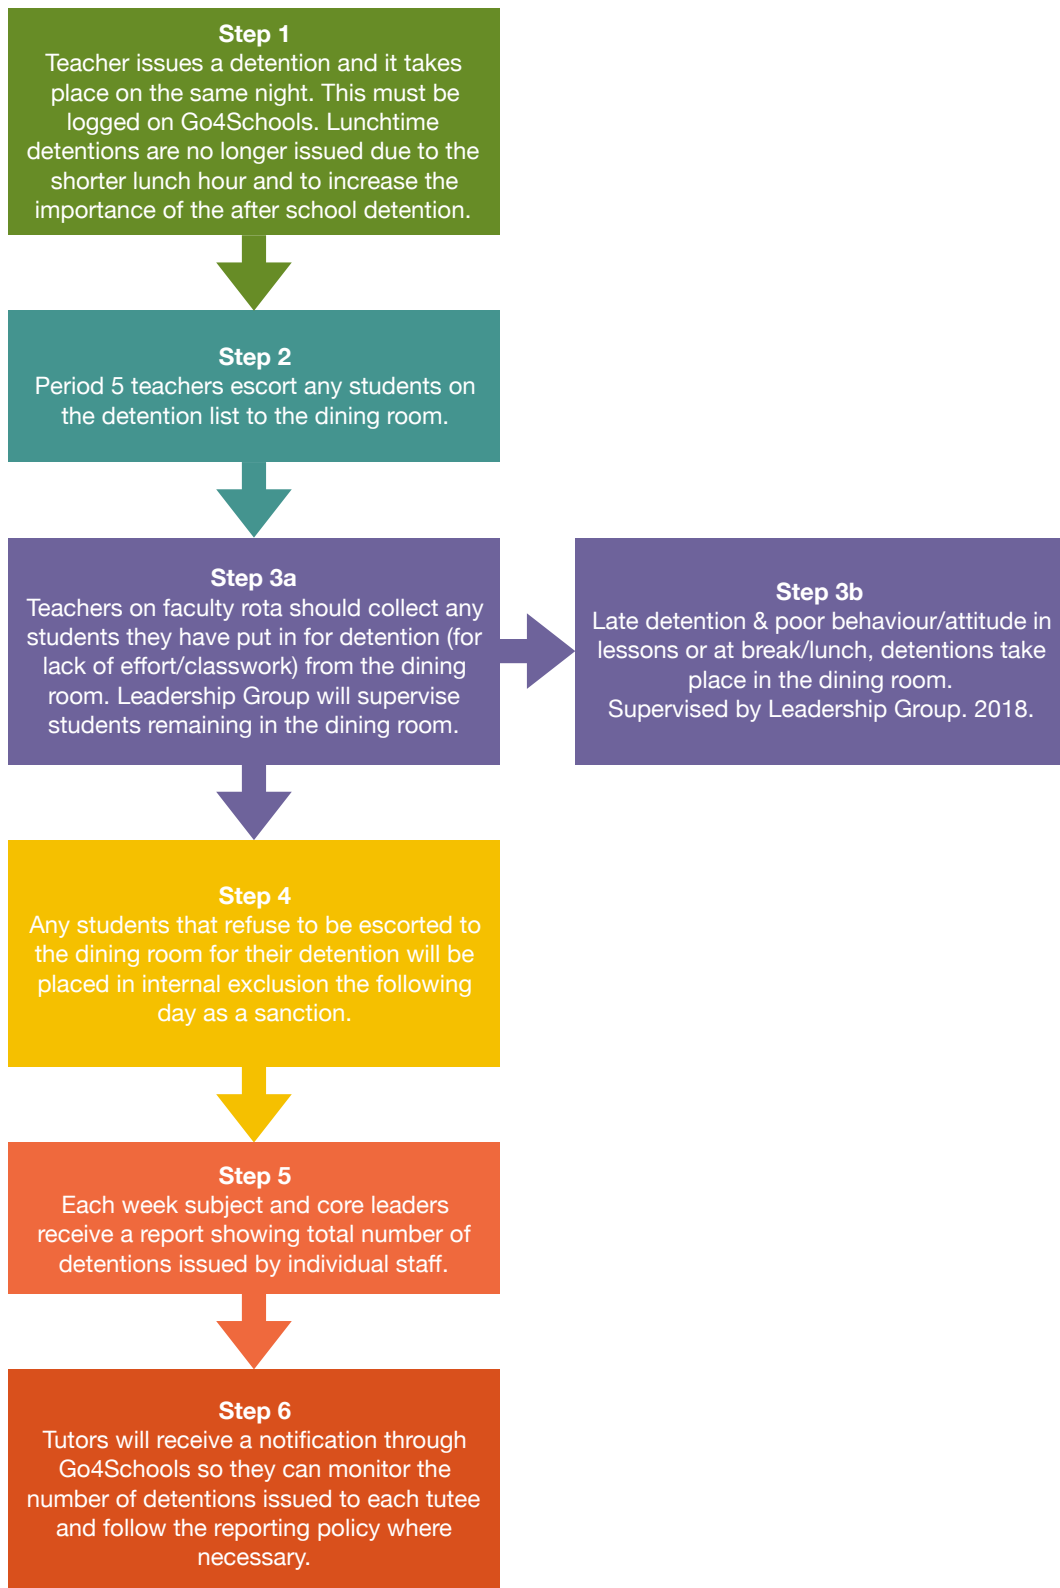 Step 1
Teacher issues a detention and it takes
place on the same night. This must be
logged on Go4Schools. Lunchtime
detentions are no longer issued due to the
shorter lunch hour and to increase the
importance of the after school detention.
Step 2
Period 5 teachers escort any students on
the detention list to the dining room.
Step 3a
Teachers on faculty rota should collect any
students they have put in for detention (for
lack of effort/classwork) from the dining
room. Leadership Group will supervise
students remaining in the dining room.
Step 3b
Late detention & poor behaviour/attitude in
lessons or at break/lunch, detentions take
place in the dining room.
Supervised by Leadership Group. 2018.
Step 4
Any students that refuse to be escorted to
the dining room for their detention will be
placed in internal exclusion the following
day as a sanction.
Step 5
Each week subject and core leaders
receive a report showing total number of
detentions issued by individual staff.
Step 6
Tutors will receive a notification through
Go4Schools so they can monitor the
number of detentions issued to each tutee
and follow the reporting policy where
necessary.